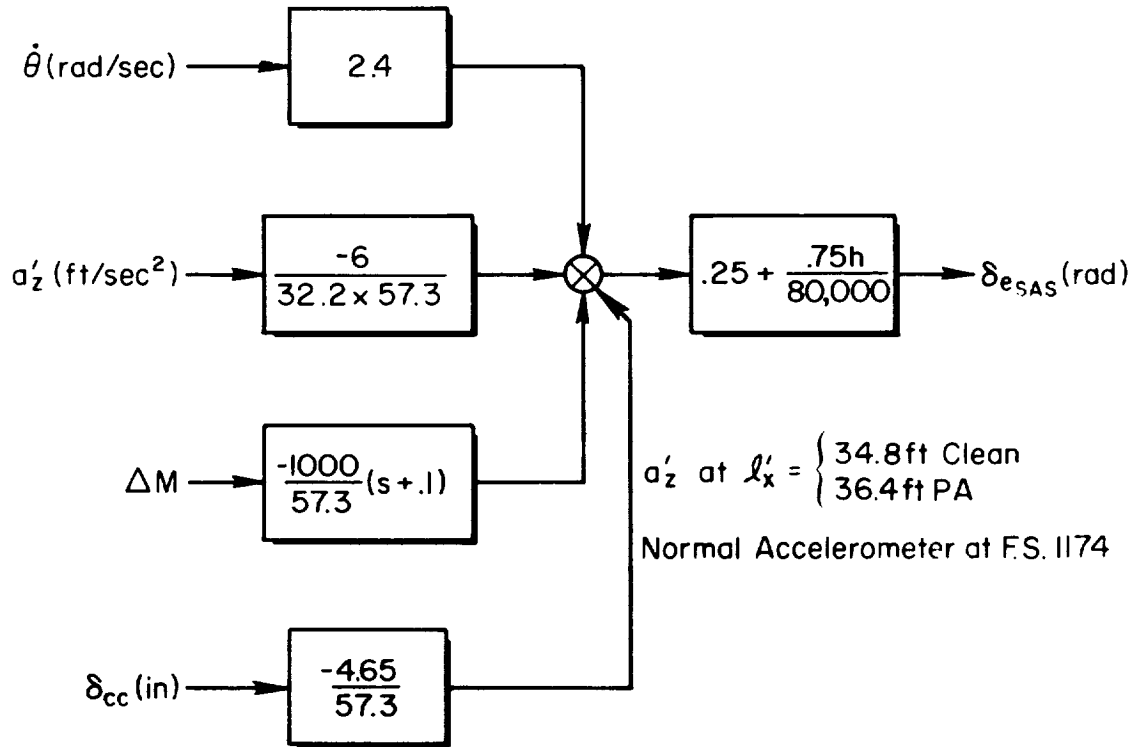 θ̇ (rad/sec)
2.4
a′z (ft/sec²)
-6
32.2 x 57.3
.25 + .75h
80,000
δeSAS (rad)
ΔM
-1000
57.3 (s + .1)
a′z at ℓ′x = { 34.8 ft Clean
36.4 ft PA
Normal Accelerometer at F.S. 1174
δcc (in)
-4.65
57.3